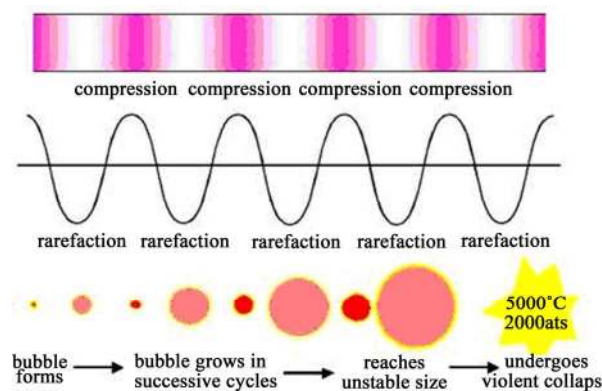 compression compression compression compression
rarefaction rarefaction rarefaction rarefaction rarefaction
5000˚C
2000ats
bubble
forms
bubble grows in
successive cycles
reaches
unstable size
undergoes
violent collaps